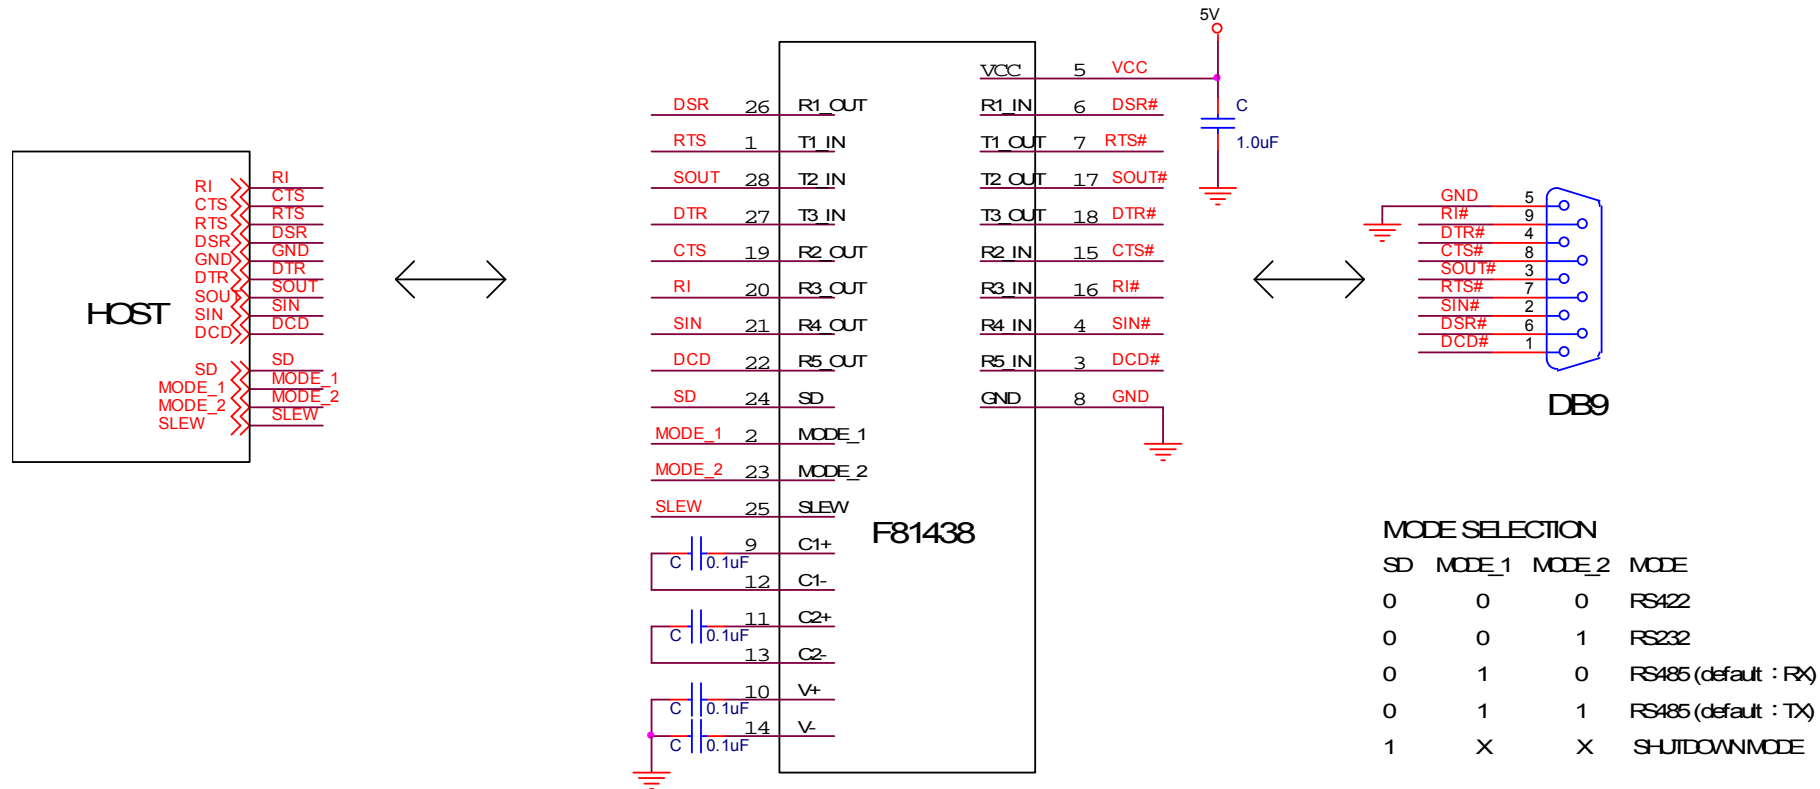 5V
VCC 5 VCC
DSR 26 R1_OUT R1_IN 6 DSR#
C
1.0uF
RTS 1 T1_IN T1_OUT 7 RTS#
SOUT 28 T2_IN T2_OUT 17 SOUT#
DTR 27 T3_IN T3_OUT 18 DTR#
CTS 19 R2_OUT R2_IN 15 CTS#
RI 20 R3_OUT R3_IN 16 RI#
SIN 21 R4_OUT R4_IN 4 SIN#
DCD 22 R5_OUT R5_IN 3 DCD#
SD 24 SD GND 8 GND
MODE_1 2 MODE_1
MODE_2 23 MODE_2
SLEW 25 SLEW
F81438
9 C1+
C 0.1uF
12 C1-
11 C2+
C 0.1uF
13 C2-
10 V+
C 0.1uF
14 V-
C 0.1uF
HOST
RI RI
CTS CTS
RTS RTS
DSR DSR
GND GND
DTR DTR
SOUT SOUT
SIN SIN
DCD DCD
SD SD
MODE_1 MODE_1
MODE_2 MODE_2
SLEW SLEW
GND 5
RI# 9
DTR# 4
CTS# 8
SOUT# 3
RTS# 7
SIN# 2
DSR# 6
DCD# 1
DB9
MODE SELECTION
SD MODE_1 MODE_2 MODE
0 0 0 RS422
0 0 1 RS232
0 1 0 RS485 (default : RX)
0 1 1 RS485 (default : TX)
1 X X SHUTDOWN MODE